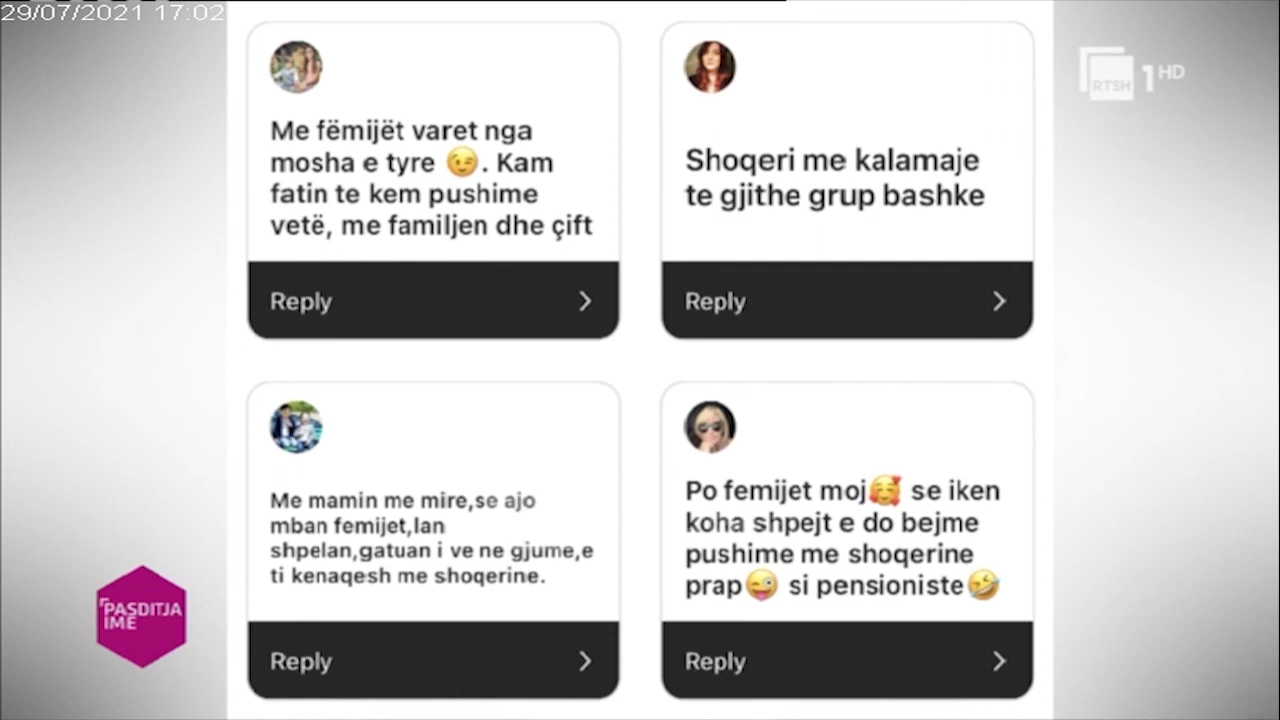 29/07/2021 17:02
RTSH 1 HD
Me fëmijët varet nga
mosha e tyre 😉. Kam
fatin te kem pushime
vetë, me familjen dhe çift
Reply
Shoqeri me kalamaje
te gjithe grup bashke
Reply
Me mamin me mire,se ajo
mban femijet,lan
shpelan,gatuan i ve ne gjume,e
ti kenaqesh me shoqerine.
Reply
Po femijet moj🥰 se iken
koha shpejt e do bejme
pushime me shoqerine
prap😜 si pensioniste🤣
Reply
PASDITJA
IME